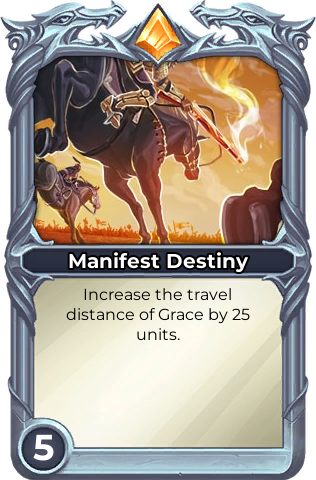 Manifest Destiny
Increase the travel
distance of Grace by 25
units.
5